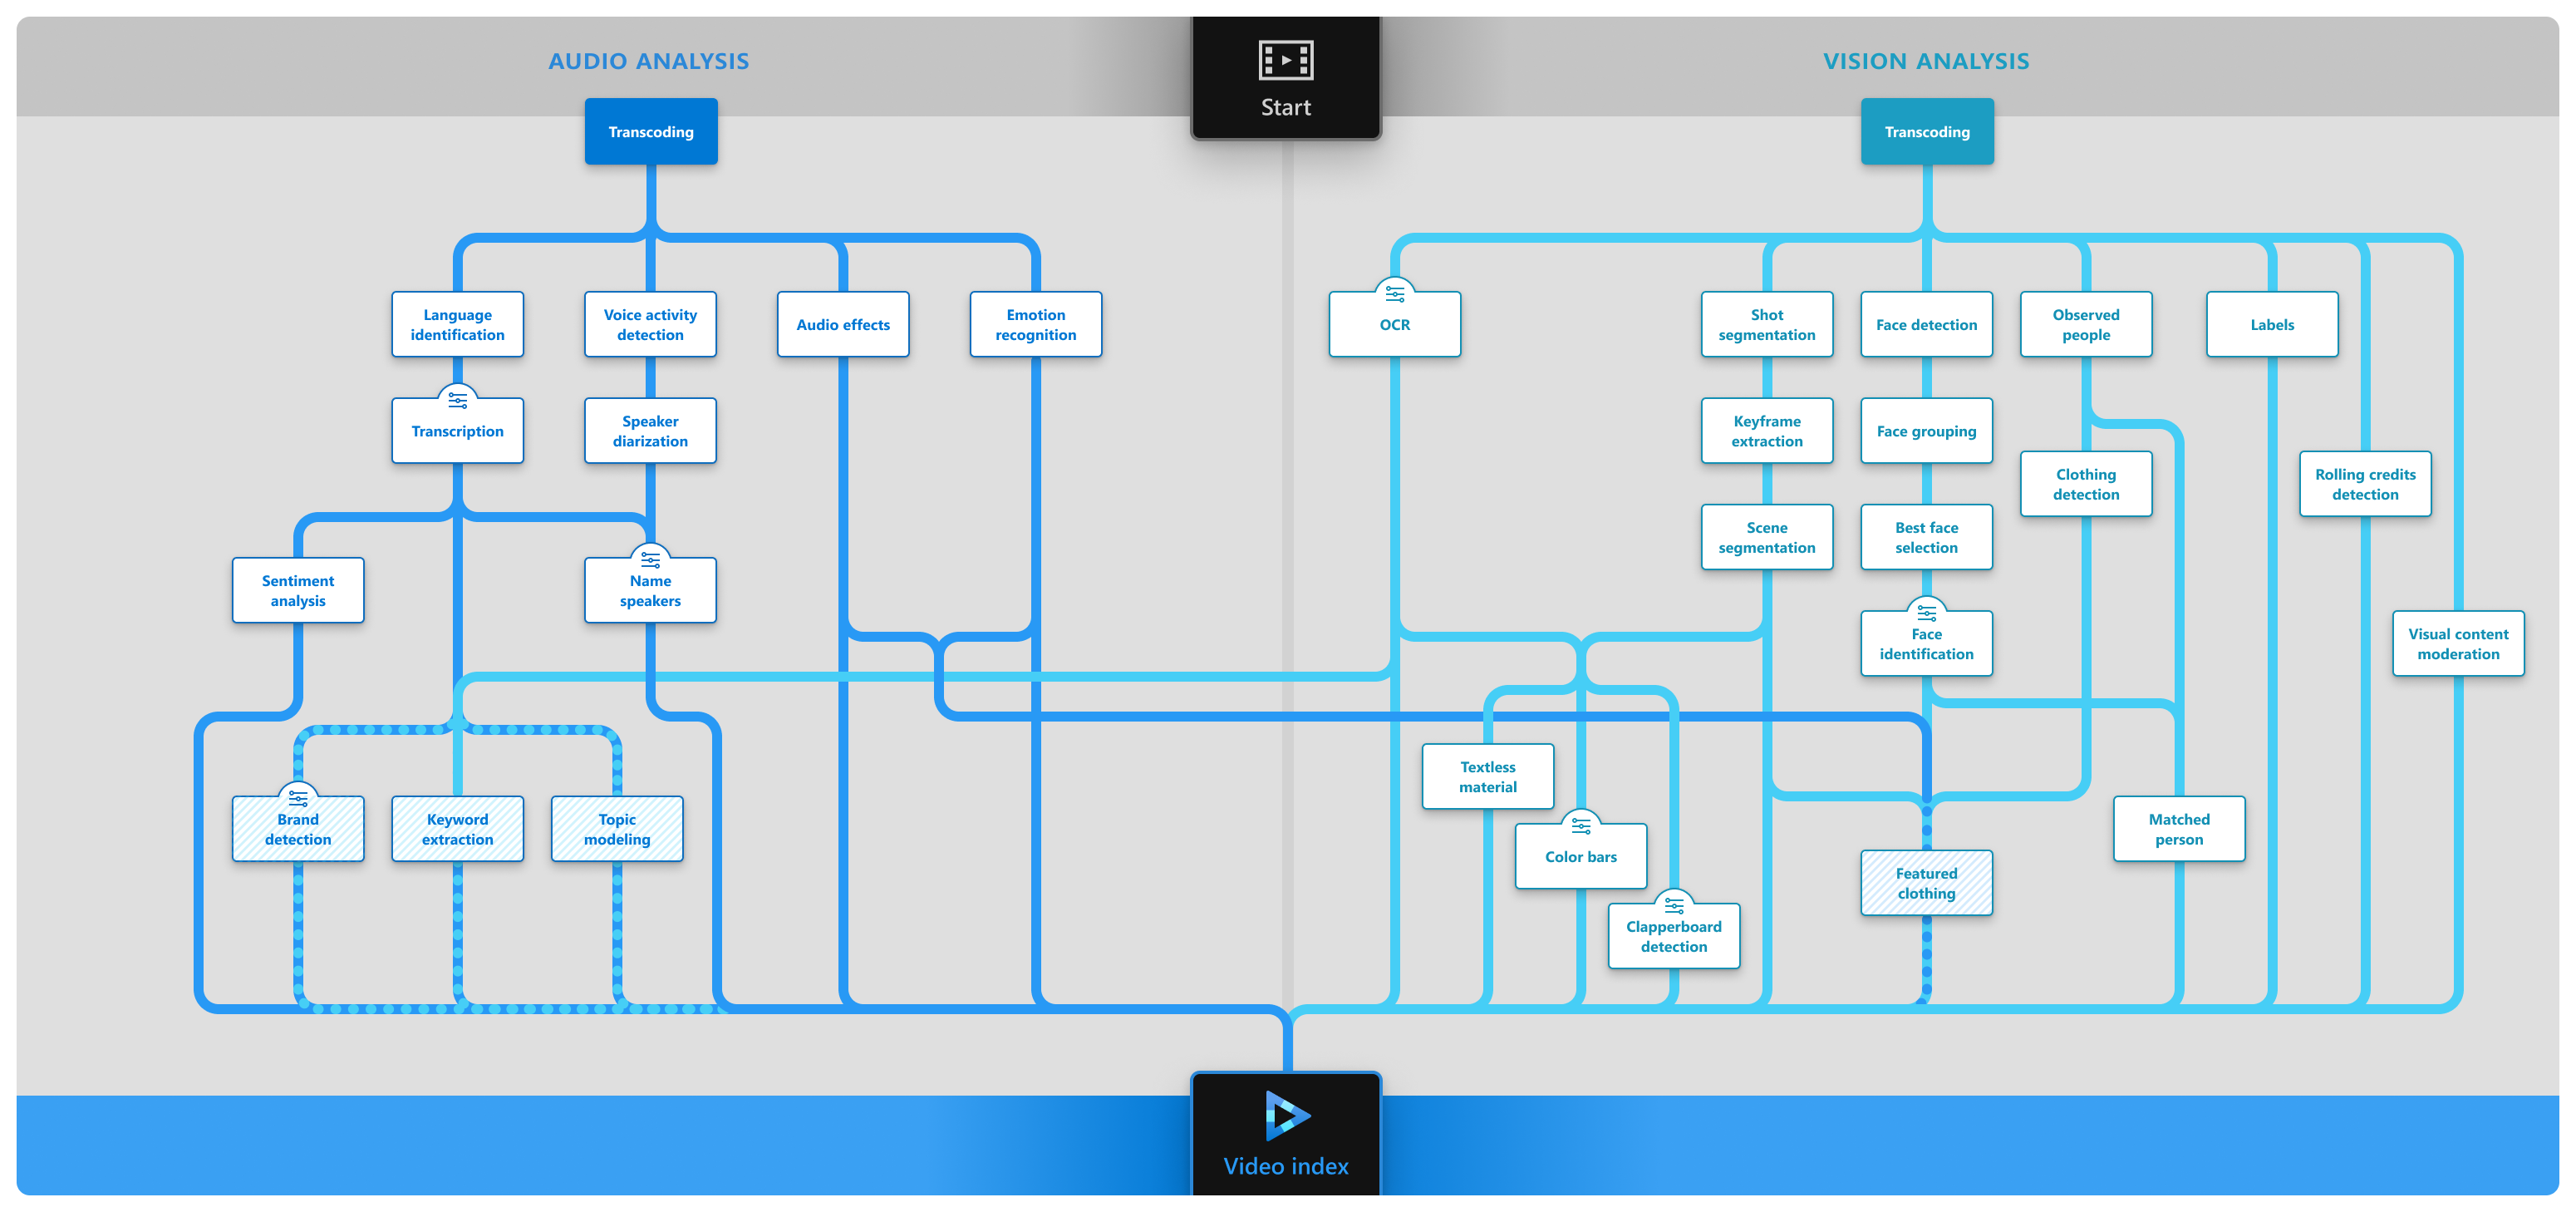 AUDIO ANALYSIS
Start
VISION ANALYSIS
Transcoding
Transcoding
Language
identification
Voice activity
detection
Audio effects
Emotion
recognition
OCR
Shot
segmentation
Face detection
Observed
people
Labels
Transcription
Speaker
diarization
Keyframe
extraction
Face grouping
Clothing
detection
Rolling credits
detection
Scene
segmentation
Best face
selection
Sentiment
analysis
Name
speakers
Face
identification
Visual content
moderation
Textless
material
Brand
detection
Keyword
extraction
Topic
modeling
Color bars
Matched
person
Featured
clothing
Clapperboard
detection
Video index